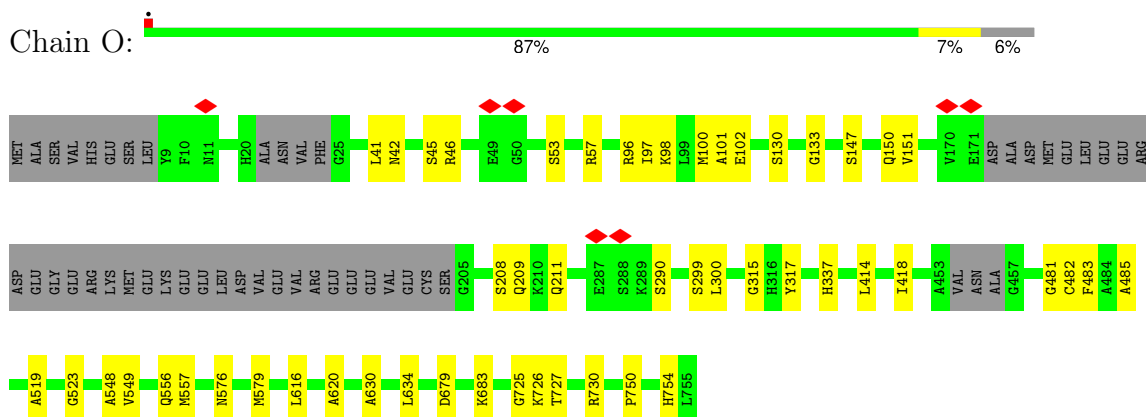 Chain O:
87% 7% 6%
MET ALA SER VAL HIS GLU SER LEU Y9 F10 N11 H20 ALA ASN VAL PHE G25 L41 N42 S45 R46 E49 G50 S53 R57 R96 I97 K98 L99 M100 A101 E102 S130 G133 S147 Q150 V151 V170 E171 ASP ALA ASP MET GLU LEU GLU GLU ARG
ASP GLU GLY GLU GLU ARG LYS MET GLU LYS GLU GLU LEU ASP VAL GLU VAL ARG GLU GLU GLU VAL GLU CYS SER G205 S208 Q209 K210 Q211 E287 S288 K289 S290 S299 L300 G315 H316 Y317 H337 L414 I418 A453 VAL ASN ALA G457 G481 C482 F483 A484 A485
A519 G523 A548 V549 Q556 M557 N576 M579 L616 A620 A630 L634 D679 K683 G725 K726 T727 R730 P750 H754 L755